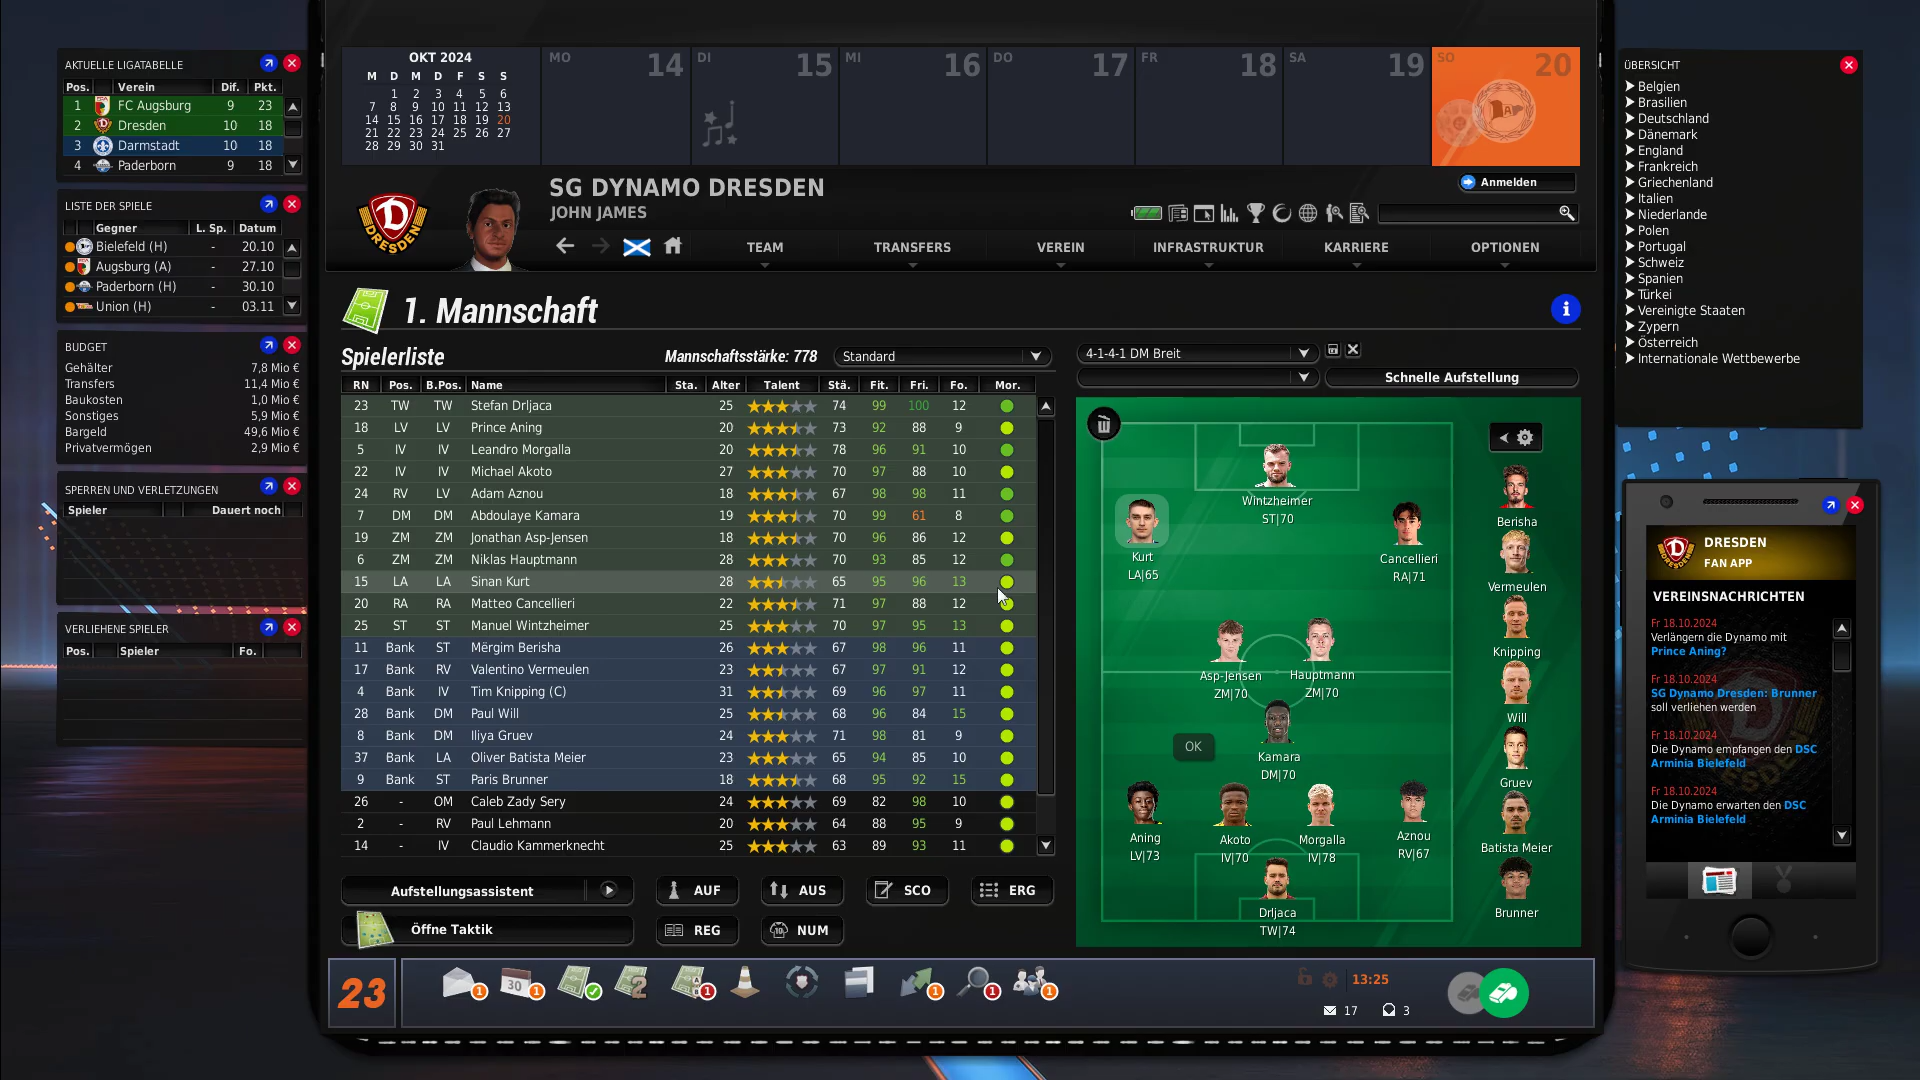 AKTUELLE LIGATABELLE
Pos. Verein Dif. Pkt.
1 FC Augsburg 9 23
2 Dresden 10 18
3 Darmstadt 10 18
4 Paderborn 9 18
LISTE DER SPIELE
Gegner L. Sp. Datum
Bielefeld (H) - 20.10
Augsburg (A) - 27.10
Paderborn (H) - 30.10
Union (H) - 03.11
BUDGET
Gehälter 7,8 Mio €
Transfers 11,4 Mio €
Baukosten 1,0 Mio €
Sonstiges 5,9 Mio €
Bargeld 49,6 Mio €
Privatvermögen 2,9 Mio €
SPERREN UND VERLETZUNGEN
Spieler Dauert noch
VERLIEHENE SPIELER
Pos. Spieler Fo.
OKT 2024
M D M D F S S
1 2 3 4 5 6
7 8 9 10 11 12 13
14 15 16 17 18 19 20
21 22 23 24 25 26 27
28 29 30 31
MO 14
DI 15
MI 16
DO 17
FR 18
SA 19
SO 20
SG DYNAMO DRESDEN
JOHN JAMES
Anmelden
TEAM TRANSFERS VEREIN INFRASTRUKTUR KARRIERE OPTIONEN
1. Mannschaft
Spielerliste
Mannschaftsstärke: 778
Standard
RN Pos. B.Pos. Name Sta. Alter Talent Stä. Fit. Fri. Fo. Mor.
23 TW TW Stefan Drljaca 25 74 99 100 12
18 LV LV Prince Aning 20 73 92 88 9
5 IV IV Leandro Morgalla 20 78 96 91 10
22 IV IV Michael Akoto 27 70 97 88 10
24 RV LV Adam Aznou 18 67 98 98 11
7 DM DM Abdoulaye Kamara 19 70 99 61 8
19 ZM ZM Jonathan Asp-Jensen 18 70 96 86 12
6 ZM ZM Niklas Hauptmann 28 70 93 85 12
15 LA LA Sinan Kurt 28 65 95 96 13
20 RA RA Matteo Cancellieri 22 71 97 88 12
25 ST ST Manuel Wintzheimer 25 70 97 95 13
11 Bank ST Mërgim Berisha 26 67 98 96 11
17 Bank RV Valentino Vermeulen 23 67 97 91 12
4 Bank IV Tim Knipping (C) 31 69 96 97 11
28 Bank DM Paul Will 25 68 96 84 15
8 Bank DM Iliya Gruev 24 71 98 81 9
37 Bank LA Oliver Batista Meier 23 65 94 85 10
9 Bank ST Paris Brunner 18 68 95 92 15
26 - OM Caleb Zady Sery 24 69 82 98 10
2 - RV Paul Lehmann 20 64 88 95 9
14 - IV Claudio Kammerknecht 25 63 89 93 11
Aufstellungsassistent
AUF AUS SCO ERG
Öffne Taktik
REG NUM
4-1-4-1 DM Breit
Schnelle Aufstellung
Wintzheimer
ST|70
Kurt
LA|65
Cancellieri
RA|71
Asp-Jensen
ZM|70
Hauptmann
ZM|70
OK
Kamara
DM|70
Aning
LV|73
Akoto
IV|70
Morgalla
IV|78
Aznou
RV|67
Drljaca
TW|74
Berisha
Vermeulen
Knipping
Will
Gruev
Batista Meier
Brunner
23
1
30
1
2
1
1
1
1
13:25
17 3
ÜBERSICHT
Belgien
Brasilien
Deutschland
Dänemark
England
Frankreich
Griechenland
Italien
Niederlande
Polen
Portugal
Schweiz
Spanien
Türkei
Vereinigte Staaten
Zypern
Österreich
Internationale Wettbewerbe
DRESDEN
FAN APP
VEREINSNACHRICHTEN
Fr 18.10.2024
Verlängern die Dynamo mit
Prince Aning?
Fr 18.10.2024
SG Dynamo Dresden: Brunner
soll verliehen werden
Fr 18.10.2024
Die Dynamo empfangen den DSC
Arminia Bielefeld
Fr 18.10.2024
Die Dynamo erwarten den DSC
Arminia Bielefeld